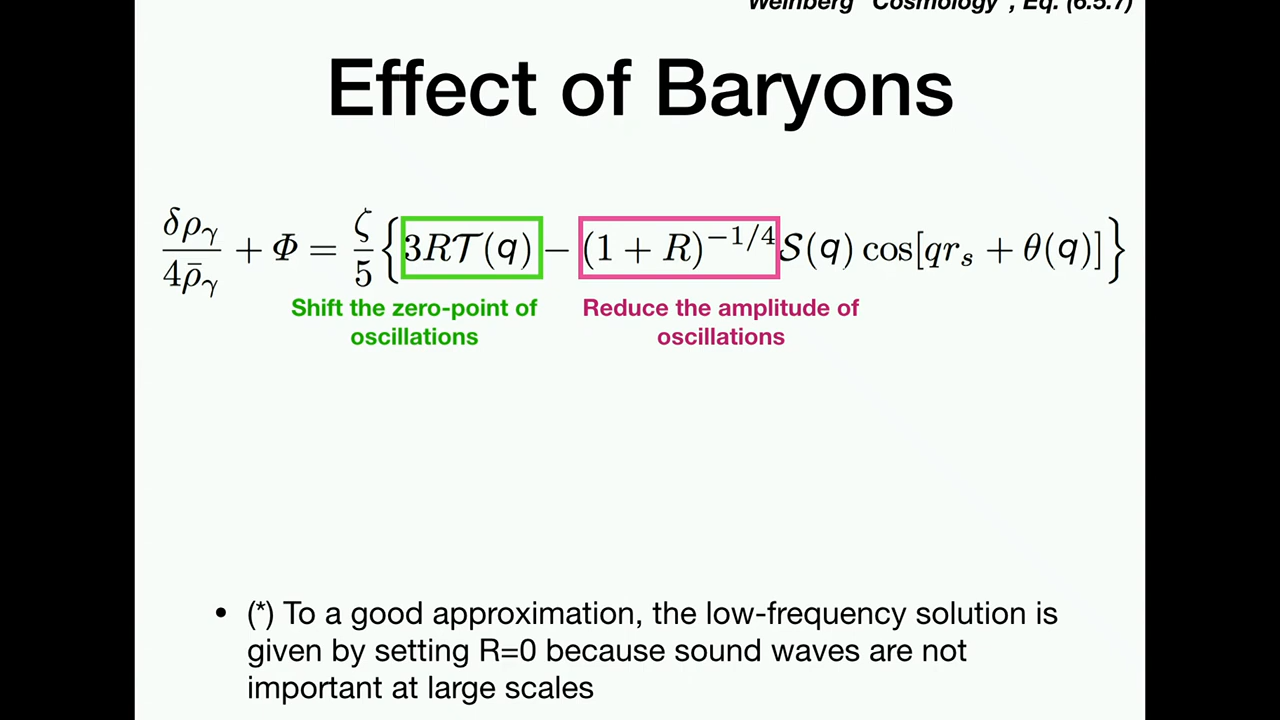 Weinberg "Cosmology", Eq. (6.5.7)
Effect of Baryons
δρ_γ/4ρ̄_γ + Φ = ζ/5 {3R𝒯(q) − (1 + R)^{−1/4} 𝒮(q) cos[qr_s + θ(q)]}
Shift the zero-point of
oscillations
Reduce the amplitude of
oscillations
• (*) To a good approximation, the low-frequency solution is
given by setting R=0 because sound waves are not
important at large scales